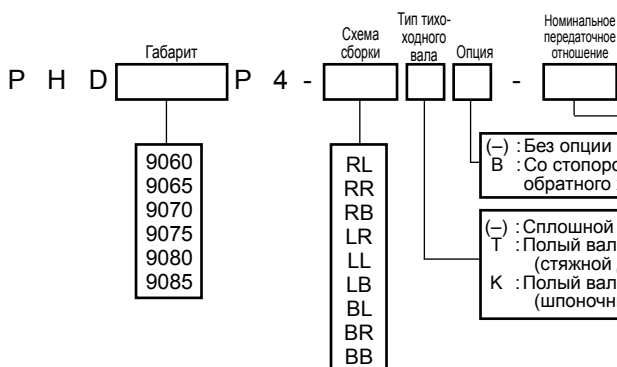 Габарит
Схема
сборки
Тип тихо-
ходного
вала
Опция
Номинальное
передаточное
отношение
P H D P 4 - -
9060
9065
9070
9075
9080
9085
RL
RR
RB
LR
LL
LB
BL
BR
BB
(–) : Без опции
B : Со стопоро
обратного
(–) : Сплошной
T : Полый вал
(стяжной
K : Полый вал
(шпоночн